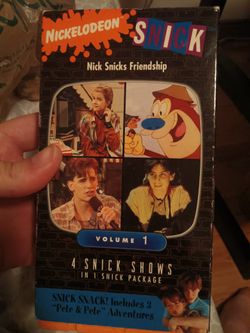 NICKELODEON
SNICK
Nick Snicks Friendship
VOLUME 1
4 SNICK SHOWS
IN 1 SNICK PACKAGE
SNICK SNACK! Includes 2
"Pete & Pete" Adventures